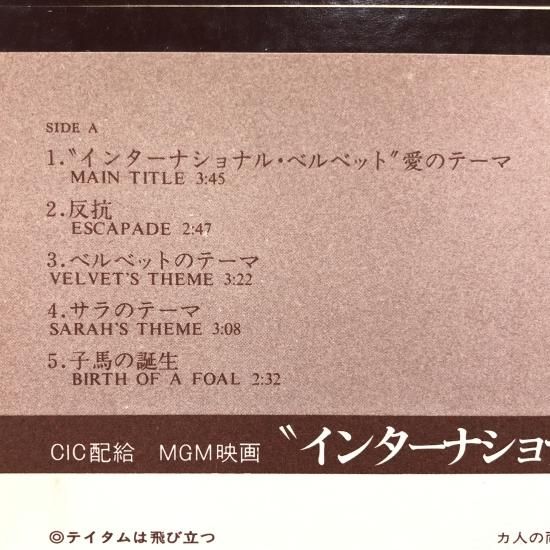 SIDE A
1.〝インターナショナル・ベルベット〞愛のテーマ
MAIN TITLE 3:45
2.反抗
ESCAPADE 2:47
3.ベルベットのテーマ
VELVET'S THEME 3:22
4.サラのテーマ
SARAH'S THEME 3:08
5.子馬の誕生
BIRTH OF A FOAL 2:32
CIC配給 MGM映画 〝インターナショ
◎テイタムは飛び立つ
カ人の両